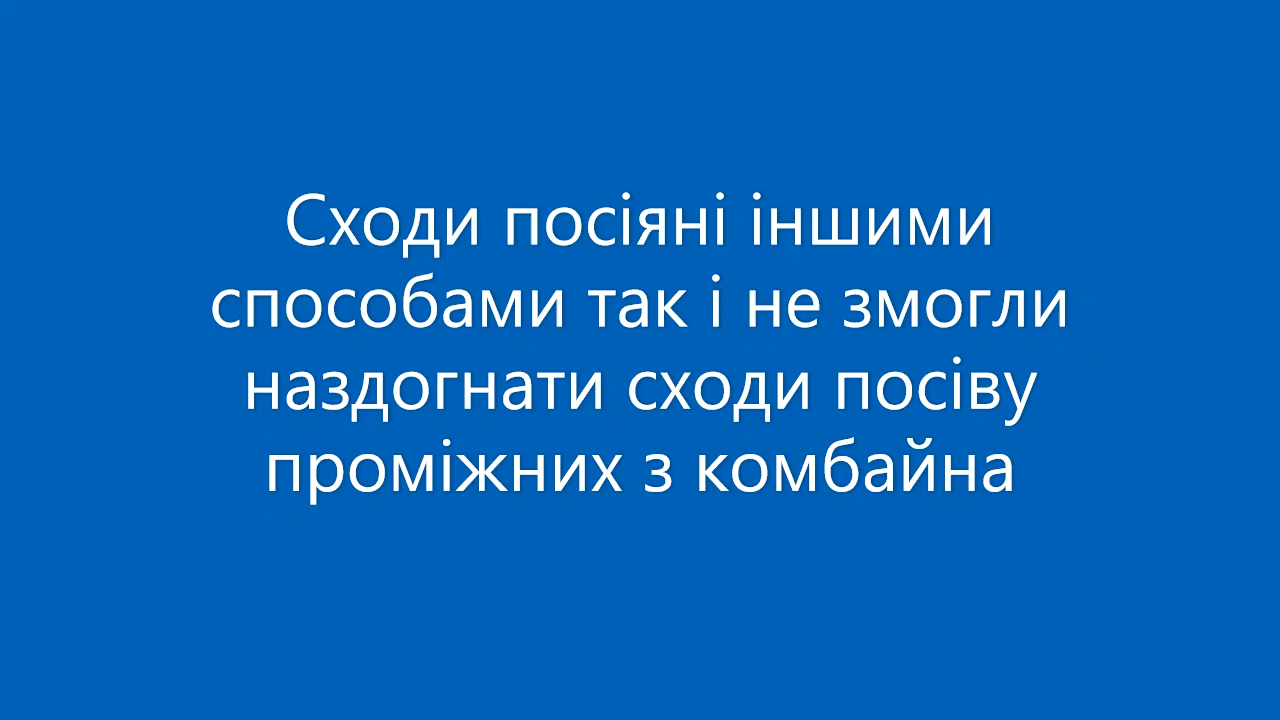 Сходи посіяні іншими
способами так і не змогли
наздогнати сходи посіву
проміжних з комбайна